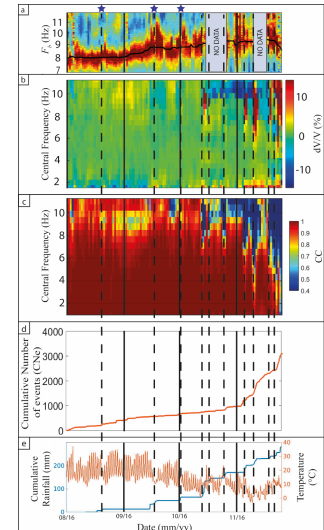 a
11
10
9
8
7
F (Hz)
NO DATA
NO DATA
b
10
8
6
4
2
Central Frequency (Hz)
10
0
-10
dV/V (%)
c
10
8
6
4
2
Central Frequency (Hz)
1
0.9
0.8
0.7
0.6
0.5
0.4
CC
d
4000
3000
2000
1000
0
Cumulative Number
of events (CNe)
e
200
100
0
Cumulative
Rainfall (mm)
40
30
20
10
0
-10
Temperature
(°C)
08/16
09/16
10/16
11/16
Date (mm/yy)